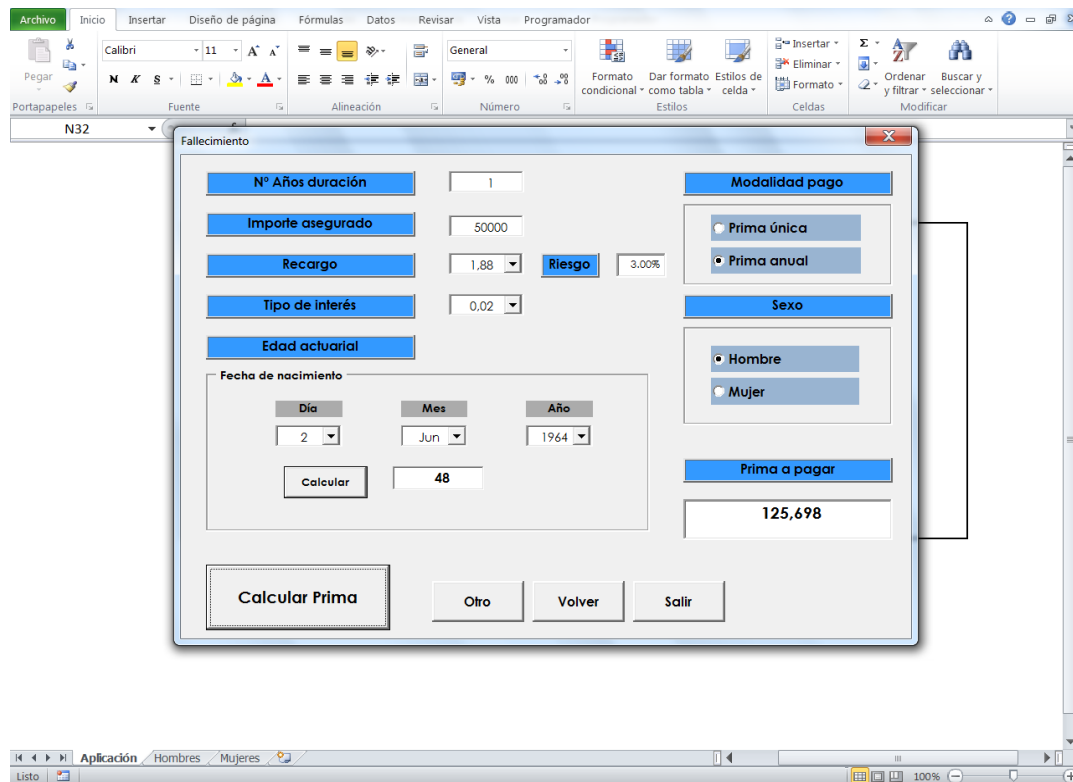 Archivo Inicio Insertar Diseño de página Fórmulas Datos Revisar Vista Programador
Pegar
Calibri 11
N K S
General
% 000
Formato condicional
Dar formato como tabla
Estilos de celda
Insertar
Eliminar
Formato
Ordenar y filtrar
Buscar y seleccionar
Portapapeles Fuente Alineación Número Estilos Celdas Modificar
N32
Fallecimiento
Nº Años duración 1 Modalidad pago
Importe asegurado 50000 Prima única
Recargo 1,88 Riesgo 3.00% Prima anual
Tipo de interés 0,02 Sexo
Edad actuarial Hombre
Fecha de nacimiento Mujer
Día Mes Año
2 Jun 1964
Calcular 48 Prima a pagar
125,698
Calcular Prima Otro Volver Salir
Aplicación Hombres Mujeres
Listo 100%